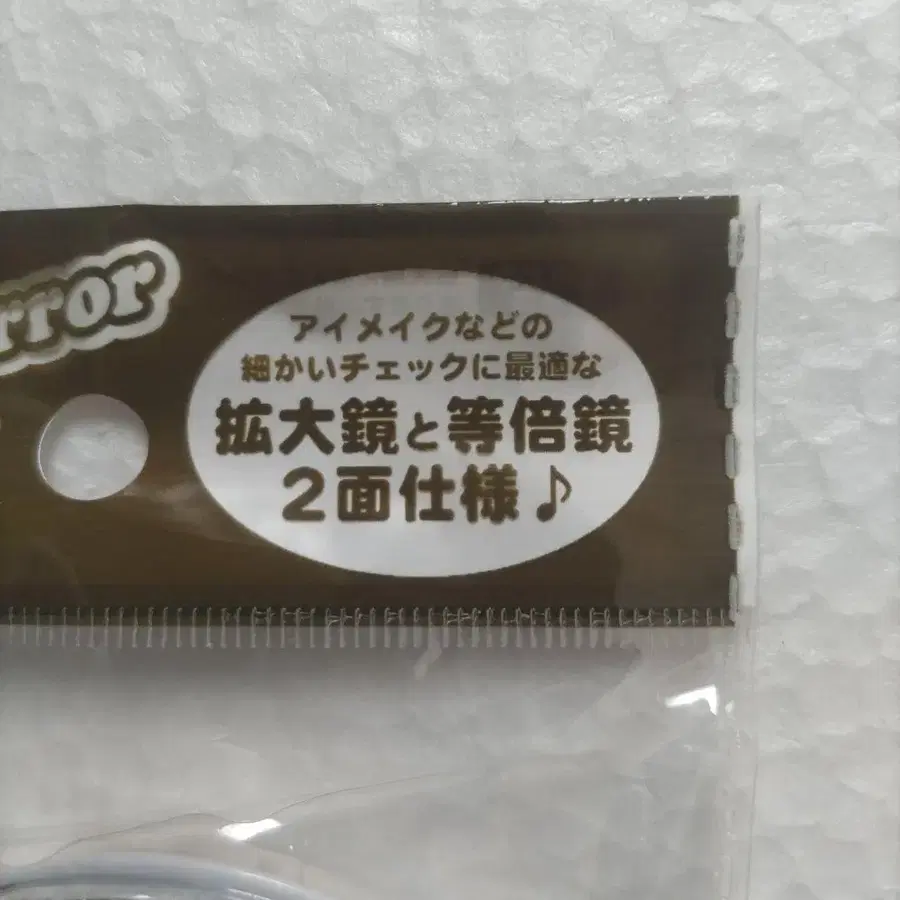 rror
アイメイクなどの
細かいチェックに最適な
拡大鏡と等倍鏡
2面仕様♪